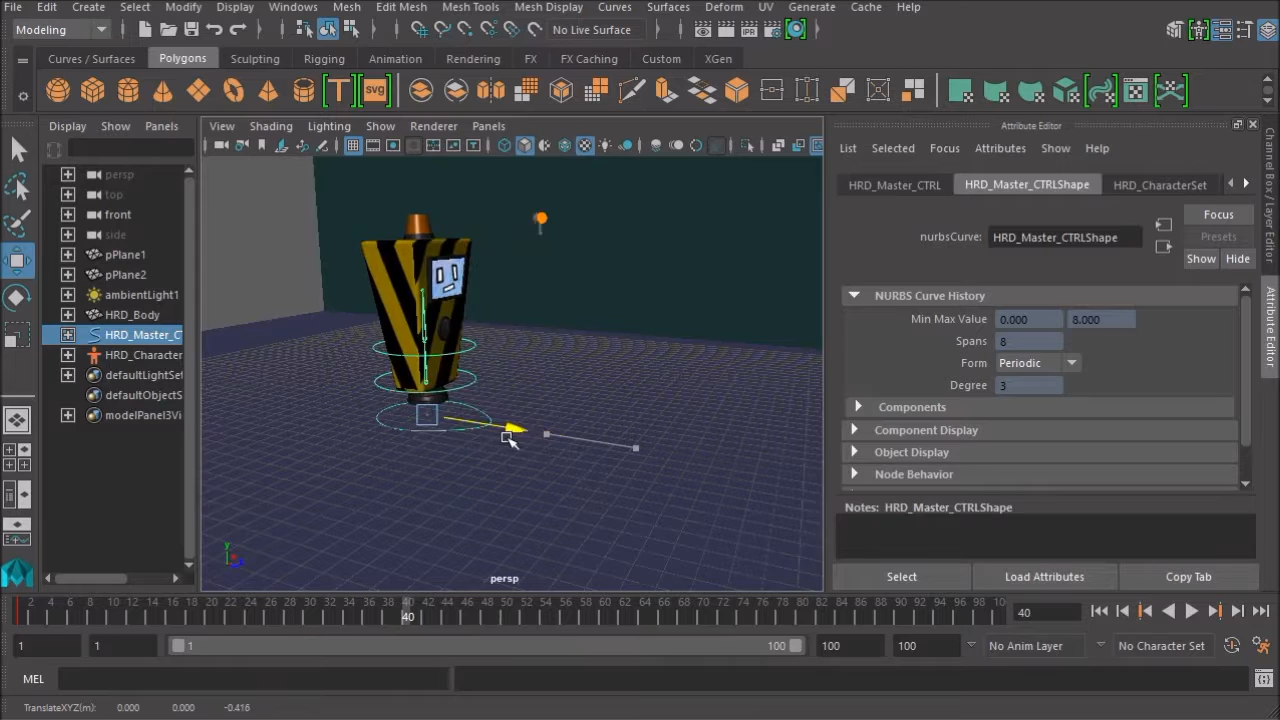 File Edit Create Select Modify Display Windows Mesh Edit Mesh Mesh Tools Mesh Display Curves Surfaces Deform UV Generate Cache Help
Modeling No Live Surface
Curves / Surfaces Polygons Sculpting Rigging Animation Rendering FX FX Caching Custom XGen
T SVG
Display Show Panels
persp
top
front
side
pPlane1
pPlane2
ambientLight1
HRD_Body
HRD_Master_C
HRD_Character
defaultLightSet
defaultObjectS
modelPanel3Vi
View Shading Lighting Show Renderer Panels
persp
Attribute Editor
List Selected Focus Attributes Show Help
HRD_Master_CTRL HRD_Master_CTRLShape HRD_CharacterSet
nurbsCurve: HRD_Master_CTRLShape
Focus
Presets
Show Hide
NURBS Curve History
Min Max Value 0.000 8.000
Spans 8
Form Periodic
Degree 3
Components
Component Display
Object Display
Node Behavior
Notes: HRD_Master_CTRLShape
Select Load Attributes Copy Tab
Channel Box / Layer Editor
Attribute Editor
2 4 6 8 10 12 14 16 18 20 22 24 26 28 30 32 34 36 38 40 42 44 46 48 50 52 54 56 58 60 62 64 66 68 70 72 74 76 78 80 82 84 86 88 90 92 94 96 98 10
40
40
1 1 1 100 100 100 No Anim Layer No Character Set
MEL
TranslateXYZ(m): 0.000 0.000 -0.416